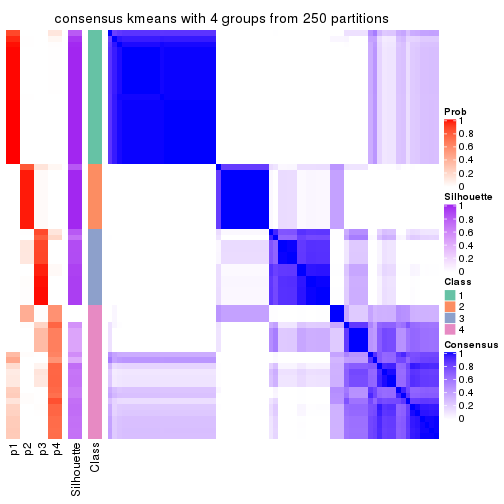 consensus kmeans with 4 groups from 250 partitions
Prob
1
0.8
0.6
0.4
0.2
0
Silhouette
1
0.8
0.6
0.4
0.2
0
Class
1
2
3
4
Consensus
1
0.8
0.6
0.4
0.2
0
p1
p2
p3
p4
Silhouette
Class